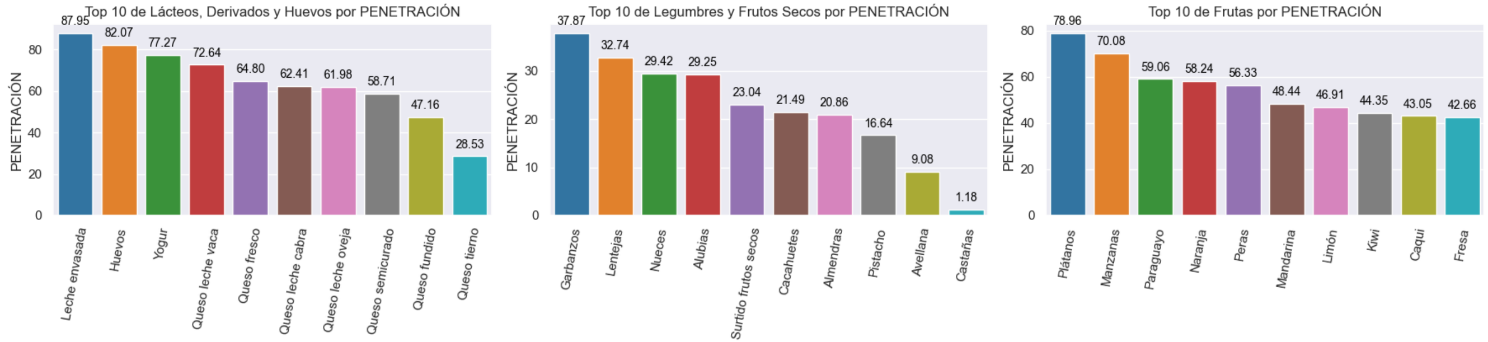 Top 10 de Lácteos, Derivados y Huevos por PENETRACIÓN
87.95
82.07
77.27
72.64
64.80
62.41
61.98
58.71
47.16
28.53
80
60
40
20
0
PENETRACIÓN
Leche envasada
Huevos
Yogur
Queso leche vaca
Queso fresco
Queso leche cabra
Queso leche oveja
Queso semicurado
Queso fundido
Queso tierno
Top 10 de Legumbres y Frutos Secos por PENETRACIÓN
37.87
32.74
29.42
29.25
23.04
21.49
20.86
16.64
9.08
1.18
30
20
10
0
PENETRACIÓN
Garbanzos
Lentejas
Nueces
Alubias
Surtido frutos secos
Cacahuetes
Almendras
Pistacho
Avellana
Castañas
Top 10 de Frutas por PENETRACIÓN
78.96
70.08
59.06
58.24
56.33
48.44
46.91
44.35
43.05
42.66
80
60
40
20
0
PENETRACIÓN
Plátanos
Manzanas
Paraguayo
Naranja
Peras
Mandarina
Limón
Kiwi
Caqui
Fresa